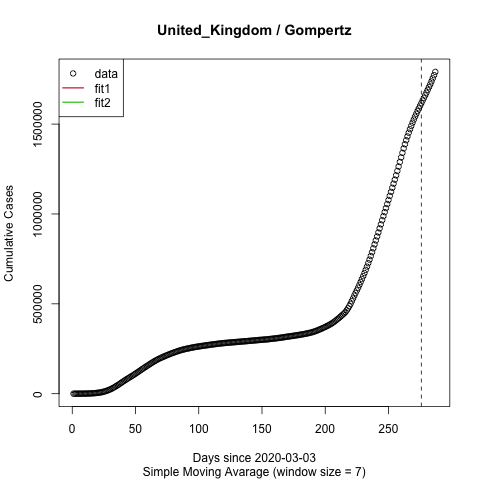 United_Kingdom / Gompertz
data
fit1
fit2
Cumulative Cases
0
500000
1000000
1500000
0 50 100 150 200 250
Days since 2020-03-03
Simple Moving Avarage (window size = 7)